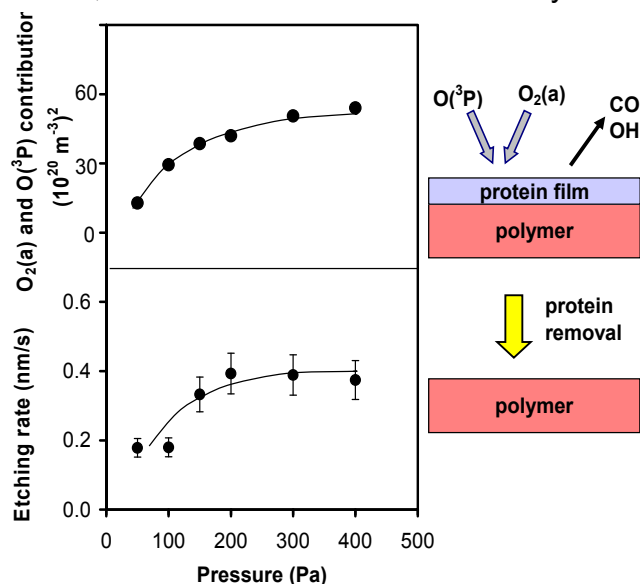 O₂(a) and O(³P) contribution
(10²⁰ m⁻³)²
60
30
0
Etching rate (nm/s)
0.6
0.4
0.2
0.0
0 100 200 300 400 500
Pressure (Pa)
O(³P)
O₂(a)
CO
OH
protein film
polymer
protein
removal
polymer